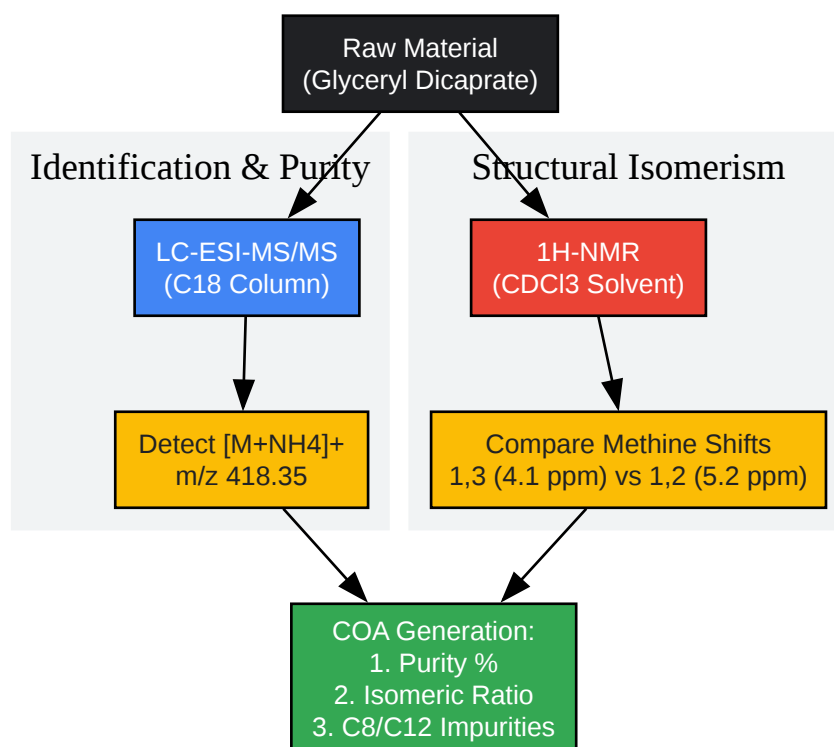 Raw Material
(Glyceryl Dicaprate)
Identification & Purity
Structural Isomerism
LC-ESI-MS/MS
(C18 Column)
1H-NMR
(CDCl3 Solvent)
Detect [M+NH4]+
m/z 418.35
Compare Methine Shifts
1,3 (4.1 ppm) vs 1,2 (5.2 ppm)
COA Generation:
1. Purity %
2. Isomeric Ratio
3. C8/C12 Impurities